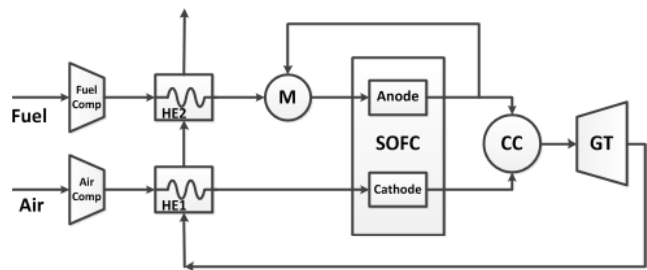 Fuel
Comp
Fuel
HE2
M
Anode
SOFC
CC
GT
Air
Comp
Air
HE1
Cathode